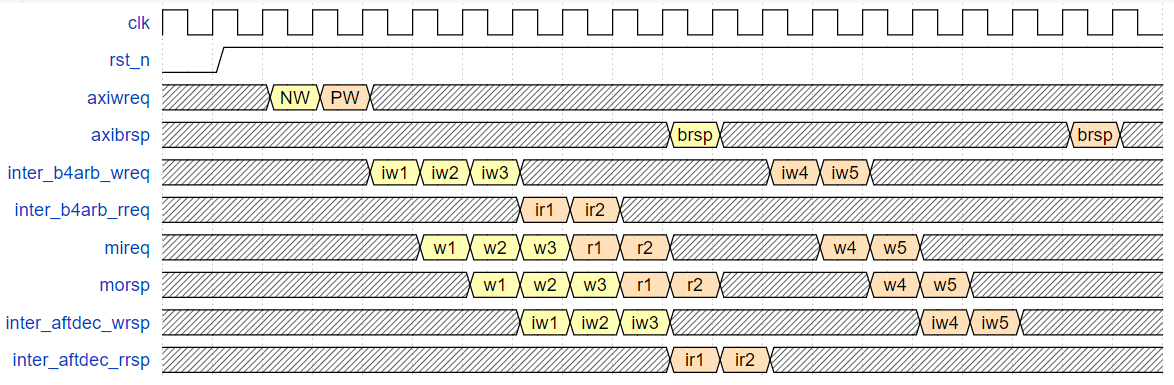 clk
rst_n
axiwreq NW PW
axibrsp brsp brsp
inter_b4arb_wreq iw1 iw2 iw3 iw4 iw5
inter_b4arb_rreq ir1 ir2
mireq w1 w2 w3 r1 r2 w4 w5
morsp w1 w2 w3 r1 r2 w4 w5
inter_aftdec_wrsp iw1 iw2 iw3 iw4 iw5
inter_aftdec_rrsp ir1 ir2